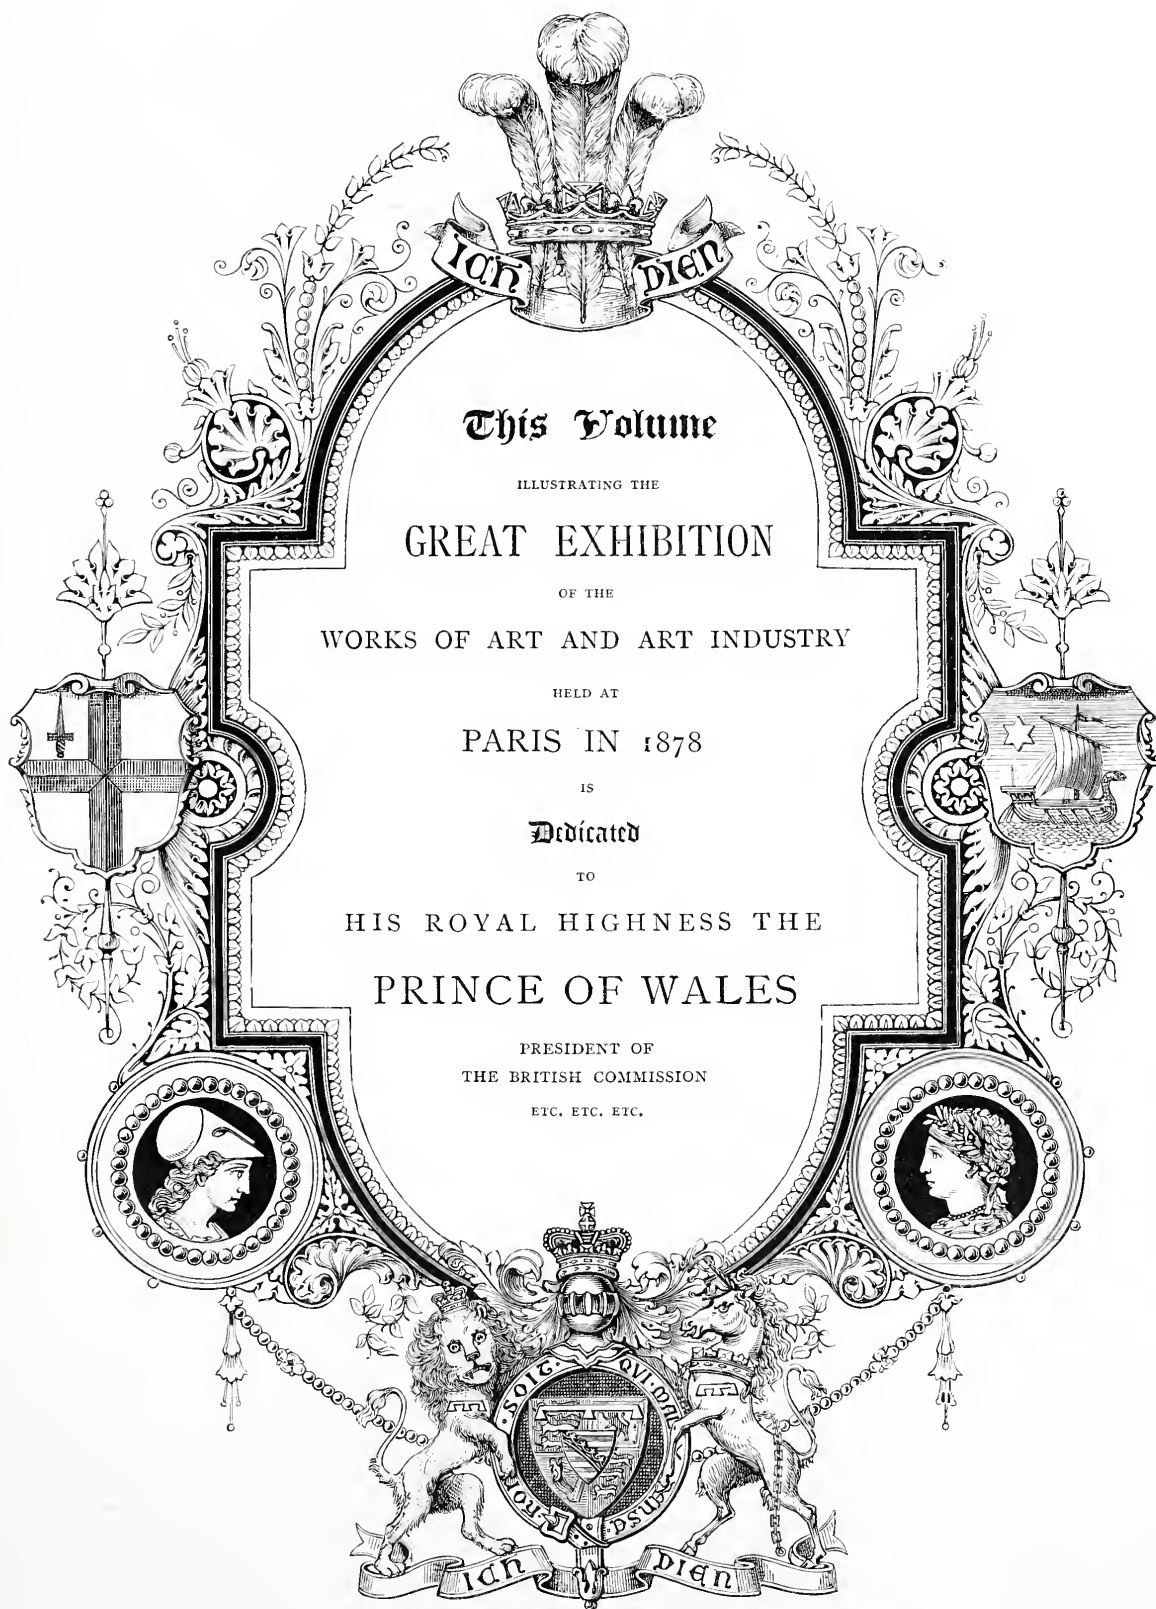 ICH DIEN
This Volume
ILLUSTRATING THE
GREAT EXHIBITION
OF THE
WORKS OF ART AND ART INDUSTRY
HELD AT
PARIS IN 1878
IS
Dedicated
TO
HIS ROYAL HIGHNESS THE
PRINCE OF WALES
PRESIDENT OF
THE BRITISH COMMISSION
ETC. ETC. ETC.
SOIT · QVI · MAL
ICH DIEN